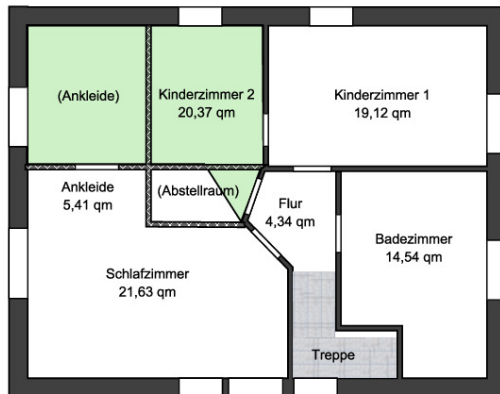 (Ankleide)
Kinderzimmer 2
20,37 qm
Kinderzimmer 1
19,12 qm
Ankleide
5,41 qm
(Abstellraum)
Flur
4,34 qm
Badezimmer
14,54 qm
Schlafzimmer
21,63 qm
Treppe